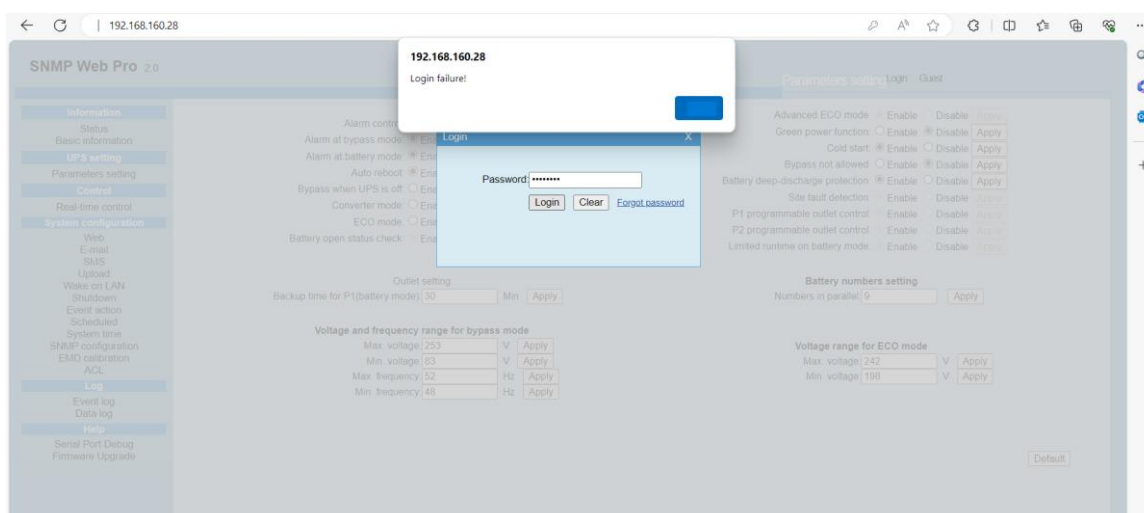 192.168.160.28
192.168.160.28
Login failure!
SNMP Web Pro 2.0
Parameters setting Login Guest
Information
Status
Basic information
UPS setting
Parameters setting
Control
Real-time control
System configuration
Web
E-mail
SMS
Upload
Wake on LAN
Shutdown
Event action
Scheduled
System time
SNMP configuration
EMD calibration
ACL
Log
Event log
Data log
Help
Serial Port Debug
Firmware Upgrade
Login X
Password:
Login Clear Forgot password
Alarm at bypass mode:
Alarm at battery mode:
Auto reboot:
Bypass when UPS is off:
Converter mode:
ECO mode:
Battery open status check:
Advanced ECO mode: Enable Disable Apply
Green power function: Enable Disable Apply
Cold start: Enable Disable Apply
Bypass not allowed: Enable Disable Apply
Battery deep-discharge protection: Enable Disable Apply
Site fault detection: Enable Disable Apply
P1 programmable outlet control: Enable Disable Apply
P2 programmable outlet control: Enable Disable Apply
Limited runtime on battery mode: Enable Disable Apply
Outlet setting
Backup time for P1(battery mode): 30 Min. Apply
Battery numbers setting
Numbers in parallel: 9 Apply
Voltage and frequency range for bypass mode
Max. voltage: 253 V Apply
Min. voltage: 83 V Apply
Max. frequency: 52 Hz Apply
Min. frequency: 48 Hz Apply
Voltage range for ECO mode
Max. voltage: 242 V Apply
Min. voltage: 198 V Apply
Default